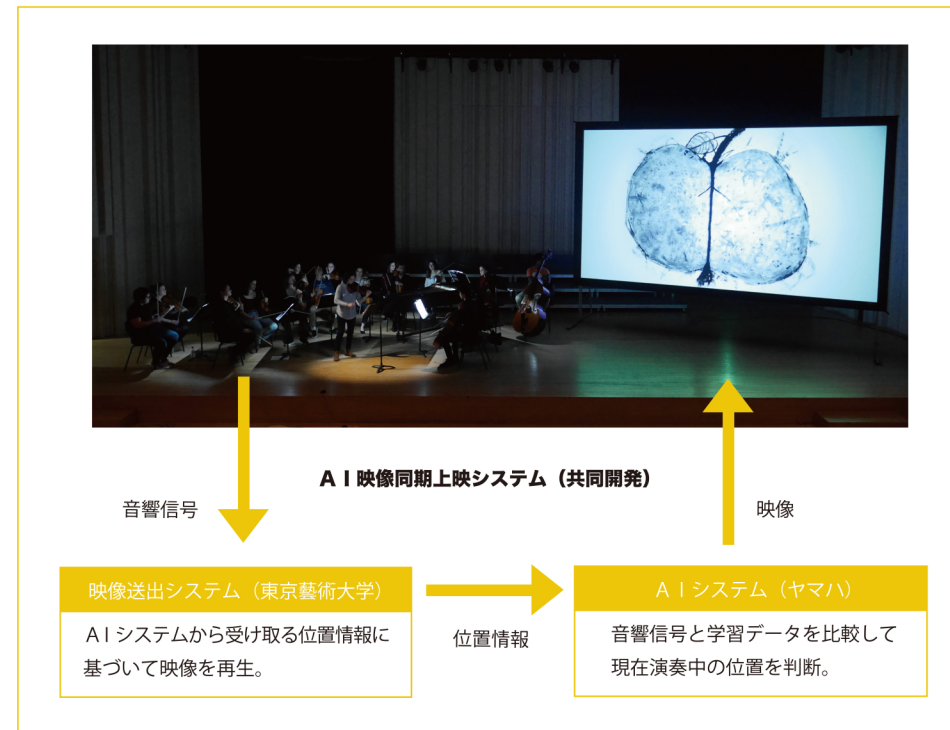 AI映像同期上映システム（共同開発）
音響信号
映像
映像送出システム（東京藝術大学）
AIシステムから受け取る位置情報に
基づいて映像を再生。
位置情報
AIシステム（ヤマハ）
音響信号と学習データを比較して
現在演奏中の位置を判断。